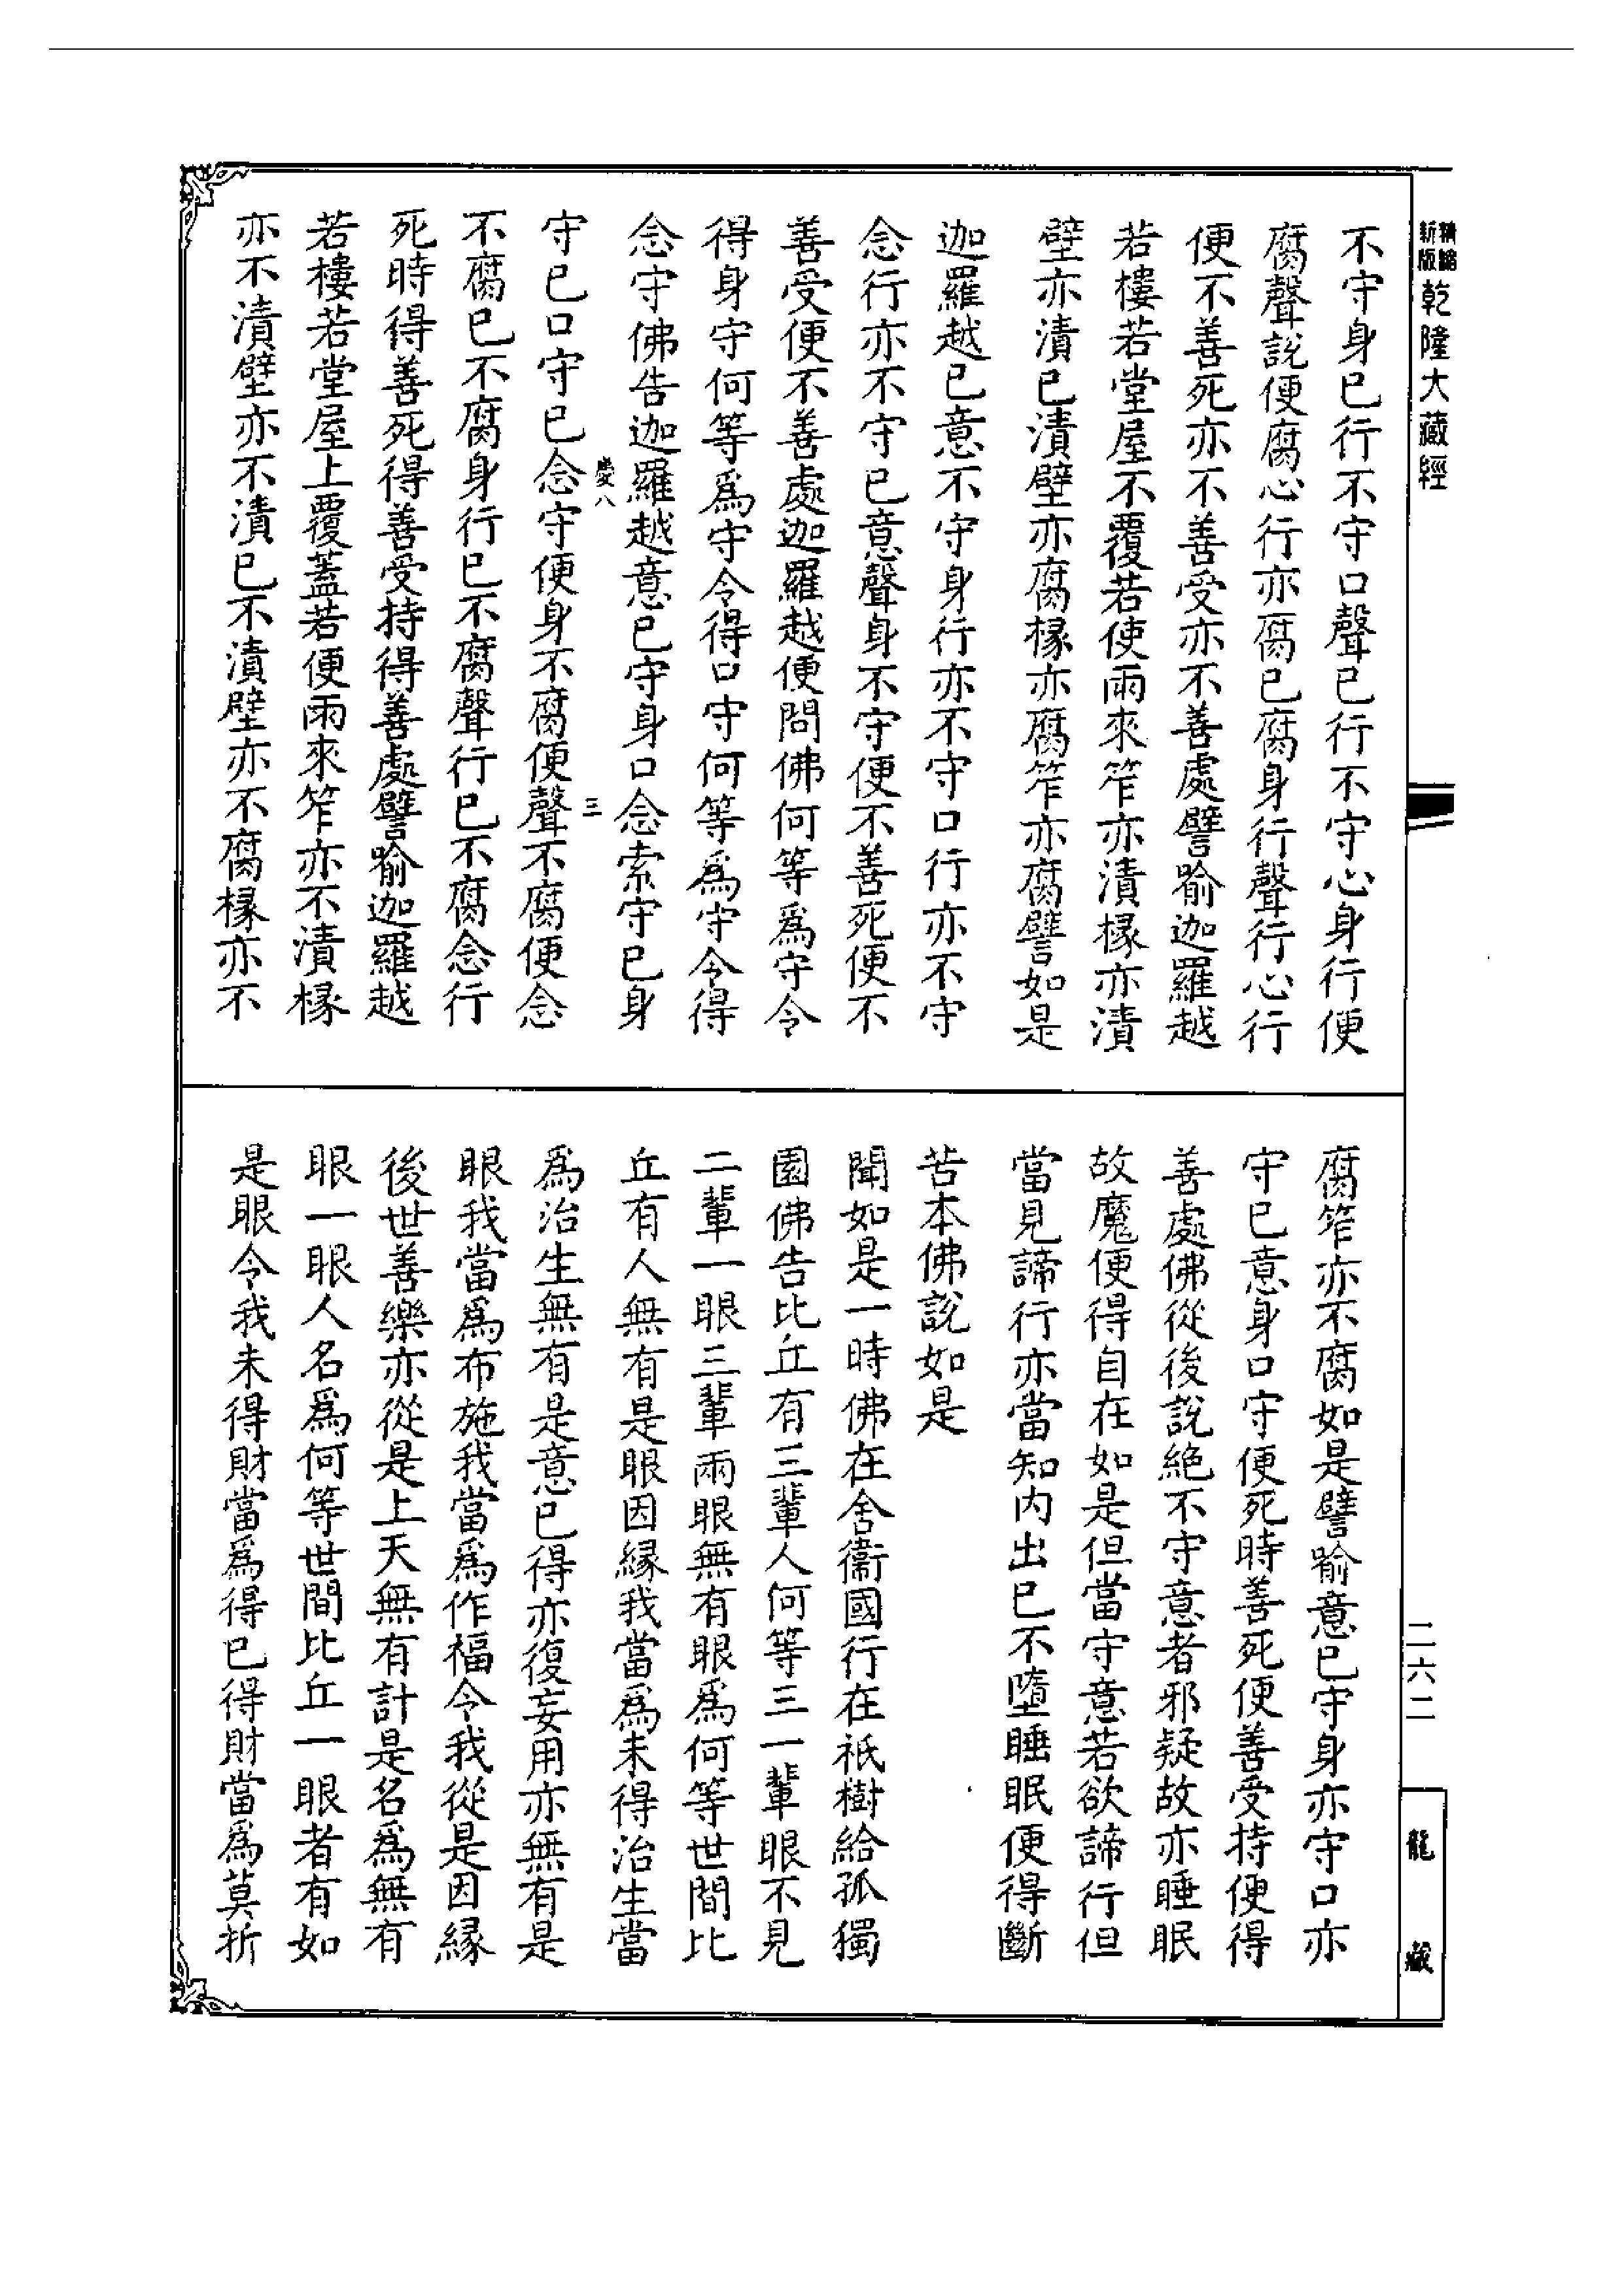 精縮新版乾隆大藏經
不守身已行不守口聲已行不守心身行便
腐聲說便腐心行亦腐已腐身行聲行心行
便不善死亦不善受亦不善處譬喻迦羅越
若樓若堂屋不覆若使雨來笮亦漬椽亦漬
壁亦漬已漬壁亦腐椽亦腐笮亦腐譬如是
迦羅越已意不守身行亦不守口行亦不守
念行亦不守已意聲身不守便不善死便不
善受便不善處迦羅越便問佛何等爲守令
得身守何等爲守令得口守何等爲守令得
念守佛告迦羅越意已守身口念索守已身
守已口守已念守便身不腐便聲不腐便念
慶八
三
不腐已不腐身行已不腐聲行已不腐念行
死時得善死得善受持得善處譬喻迦羅越
若樓若堂屋上覆蓋若便雨來笮亦不漬椽
亦不漬壁亦不漬已不漬壁亦不腐椽亦不
腐笮亦不腐如是譬喻意已守身亦守口亦
守已意身口守便死時善死便善受持便得
善處佛從後說絶不守意者邪疑故亦睡眠
故魔便得自在如是但當守意若欲諦行但
當見諦行亦當知内出已不墮睡眠便得斷
苦本佛說如是
聞如是一時佛在舍衞國行在祇樹給孤獨
園佛告比丘有三輩人何等三一輩眼不見
二輩一眼三輩兩眼無有眼爲何等世間比
丘有人無有是眼因緣我當爲未得治生當
爲治生無有是意已得亦復妄用亦無有是
眼我當爲布施我當爲作福令我從是因緣
後世善樂亦從是上天無有計是名爲無有
眼一眼人名爲何等世間比丘一眼者有如
是眼令我未得財當爲得已得財當爲莫折
二六二
龍藏